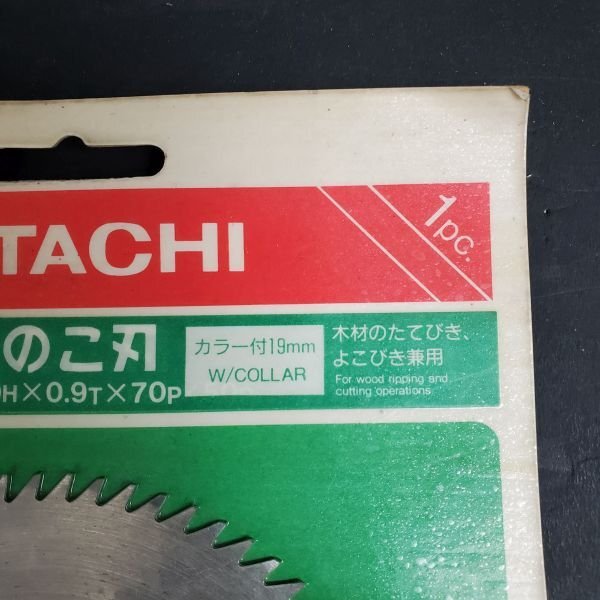 TACHI
1pc.
のこ刃
H×0.9T×70P
カラー付19mm
W/COLLAR
木材のたてびき、
よこびき兼用
For wood ripping and
cutting operations